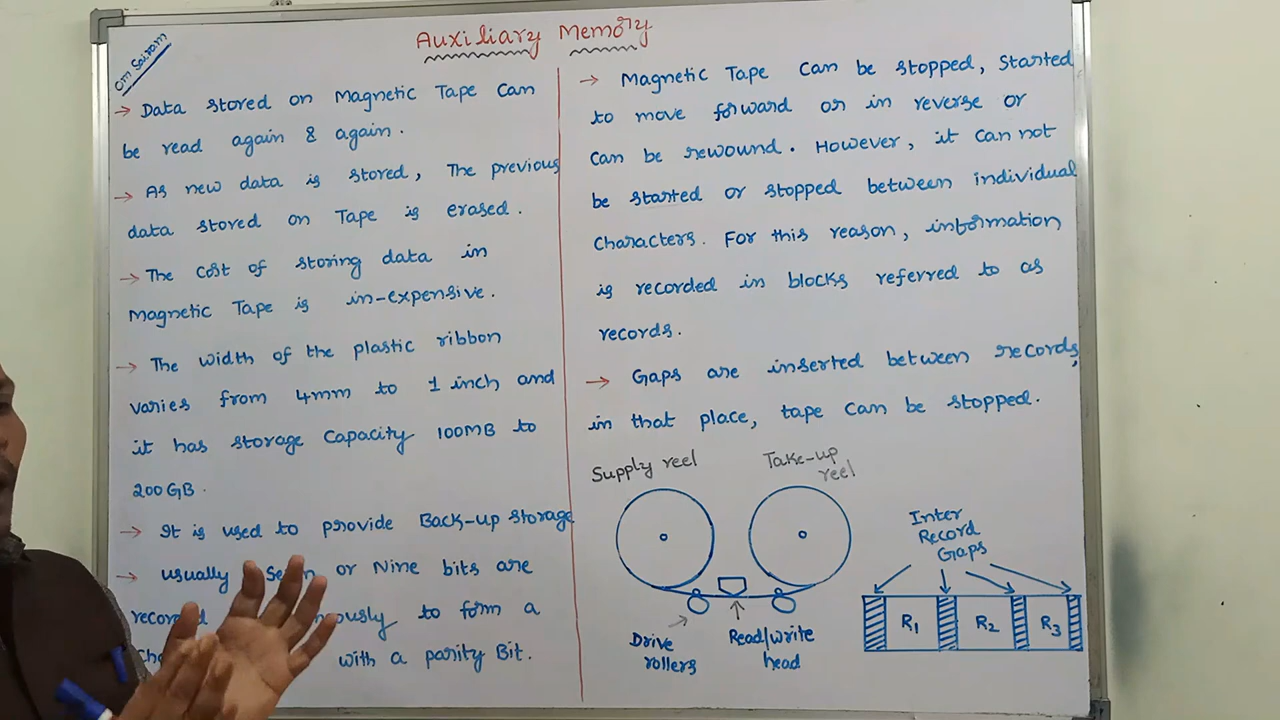 Auxiliary Memory
Om Sairam
→ Data stored on Magnetic Tape Can
be read again & again.
→ As new data is stored, The previous
data stored on Tape is erased.
→ The cost of storing data in
Magnetic Tape is in-expensive.
→ The width of the plastic ribbon
varies from 4mm to 1 inch and
it has storage Capacity 100MB to
200 GB.
→ It is used to provide Back-up storage
→ usually or Nine bits are
to form a
with a parity Bit.
→ Magnetic Tape Can be stopped, Started
to move forward or in reverse or
Can be rewound. However, it Can not
be started or stopped between individual
Characters. For this reason, information
is recorded in blocks referred to as
records.
→ Gaps are inserted between records,
in that place, tape Can be stopped.
Supply reel
Take-up
reel
Drive
rollers
Read/write
head
Inter
Record
Gaps
R1 R2 R3